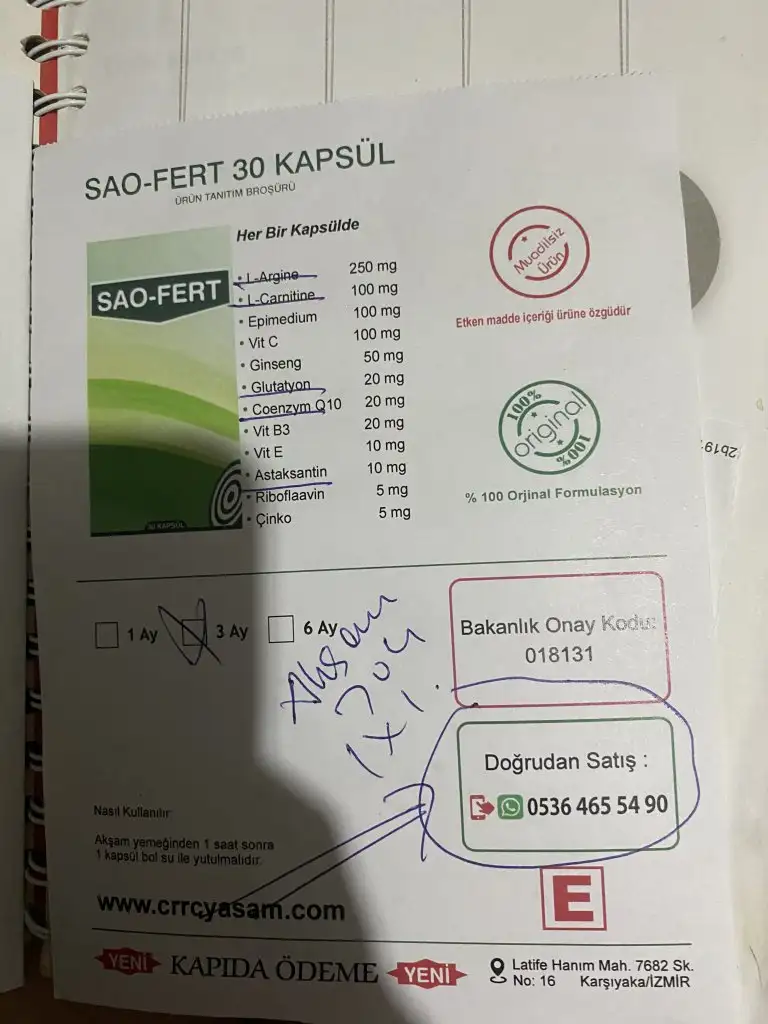 SAO-FERT 30 KAPSÜL
ÜRÜN TANITIM BROŞÜRÜ
Her Bir Kapsülde
SAO-FERT
30 KAPSÜL
• L-Argine 250 mg
• L-Carnitine 100 mg
• Epimedium 100 mg
• Vit C 100 mg
• Ginseng 50 mg
• Glutatyon 20 mg
• Coenzym Q10 20 mg
• Vit B3 20 mg
• Vit E 10 mg
• Astaksantin 10 mg
• Riboflaavin 5 mg
• Çinko 5 mg
Muadilsiz
Ürün
Etken madde içeriği ürüne özgüdür
100%
original
100%
% 100 Orjinal Formulasyon
2b19
1 Ay
3 Ay
6 Ay
Akşam
1x1
Bakanlık Onay Kodu:
018131
Doğrudan Satış :
0536 465 54 90
Nasıl Kullanılır
Akşam yemeğinden 1 saat sonra
1 kapsül bol su ile yutulmalıdır.
www.crrcyasam.com
E
YENİ KAPIDA ÖDEME YENİ
Latife Hanım Mah. 7682 Sk.
No: 16 Karşıyaka/İZMİR